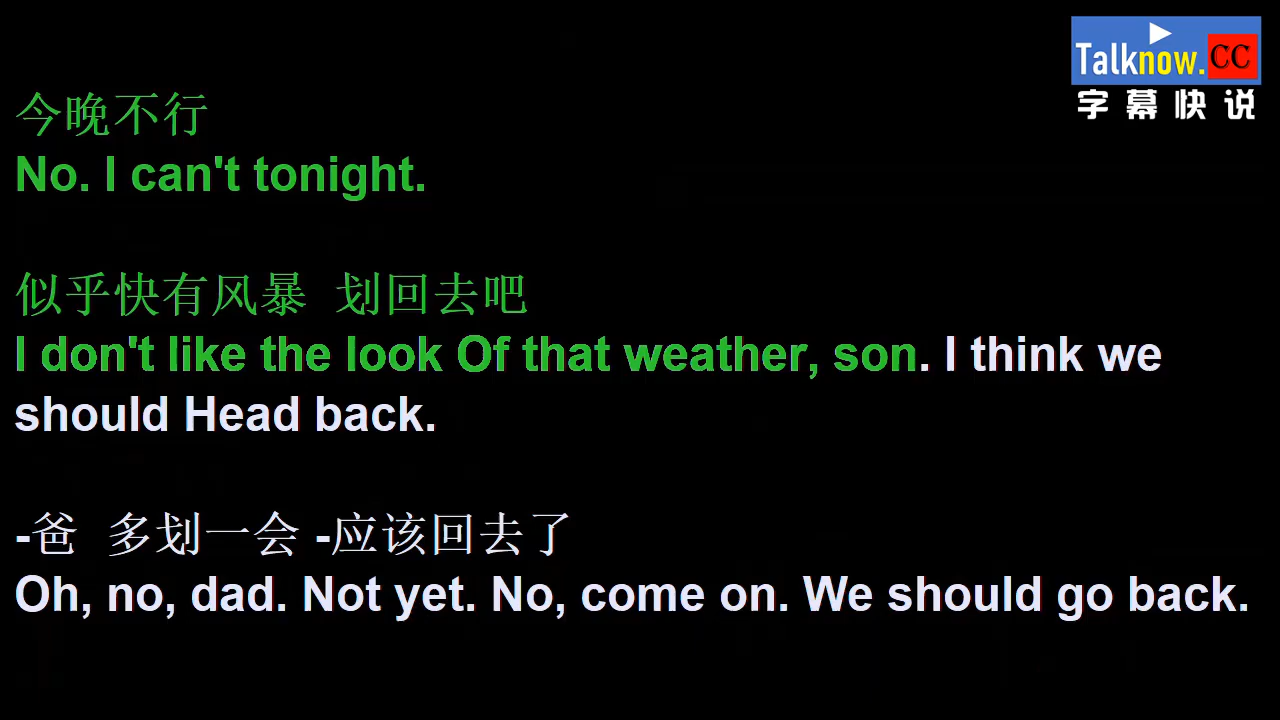 Talknow.CC
字幕快说
今晚不行
No. I can't tonight.
似乎快有风暴 划回去吧
I don't like the look Of that weather, son. I think we
should Head back.
-爸 多划一会 -应该回去了
Oh, no, dad. Not yet. No, come on. We should go back.